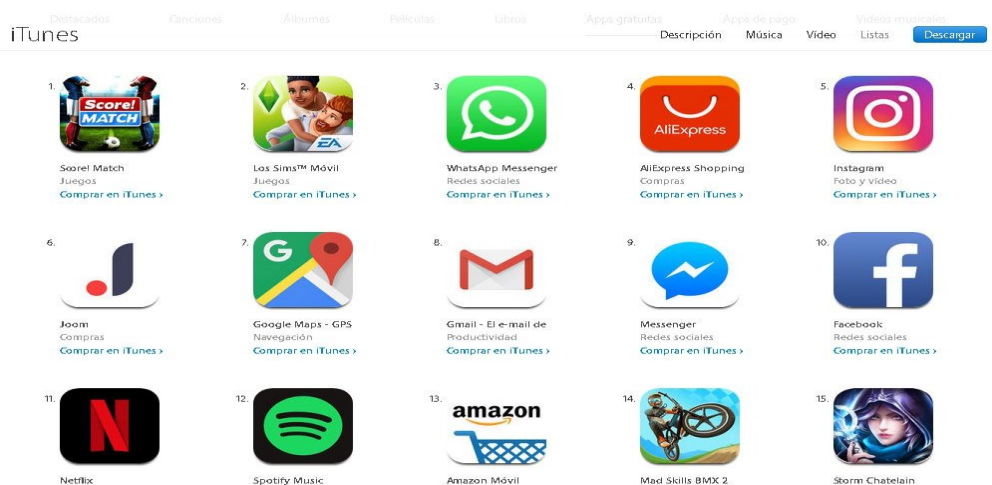 Destacados Canciones Álbumes Películas Libros Apps gratuitas Apps de pago Vídeos musicales
iTunes Descripción Música Vídeo Listas Descargar
1. 2. 3. 4. 5.
Score!
MATCH
EA
AliExpress
Score! Match Los Sims™ Móvil WhatsApp Messenger AliExpress Shopping Instagram
Juegos Juegos Redes sociales Compras Foto y vídeo
Comprar en iTunes › Comprar en iTunes › Comprar en iTunes › Comprar en iTunes › Comprar en iTunes ›
6. 7. 8. 9. 10.
G
f
Joom Google Maps - GPS Gmail - El e-mail de Messenger Facebook
Compras Navegación Productividad Redes sociales Redes sociales
Comprar en iTunes › Comprar en iTunes › Comprar en iTunes › Comprar en iTunes › Comprar en iTunes ›
11. 12. 13. 14. 15.
N
amazon
Netflix Spotify Music Amazon Móvil Mad Skills BMX 2 Storm Chatelain